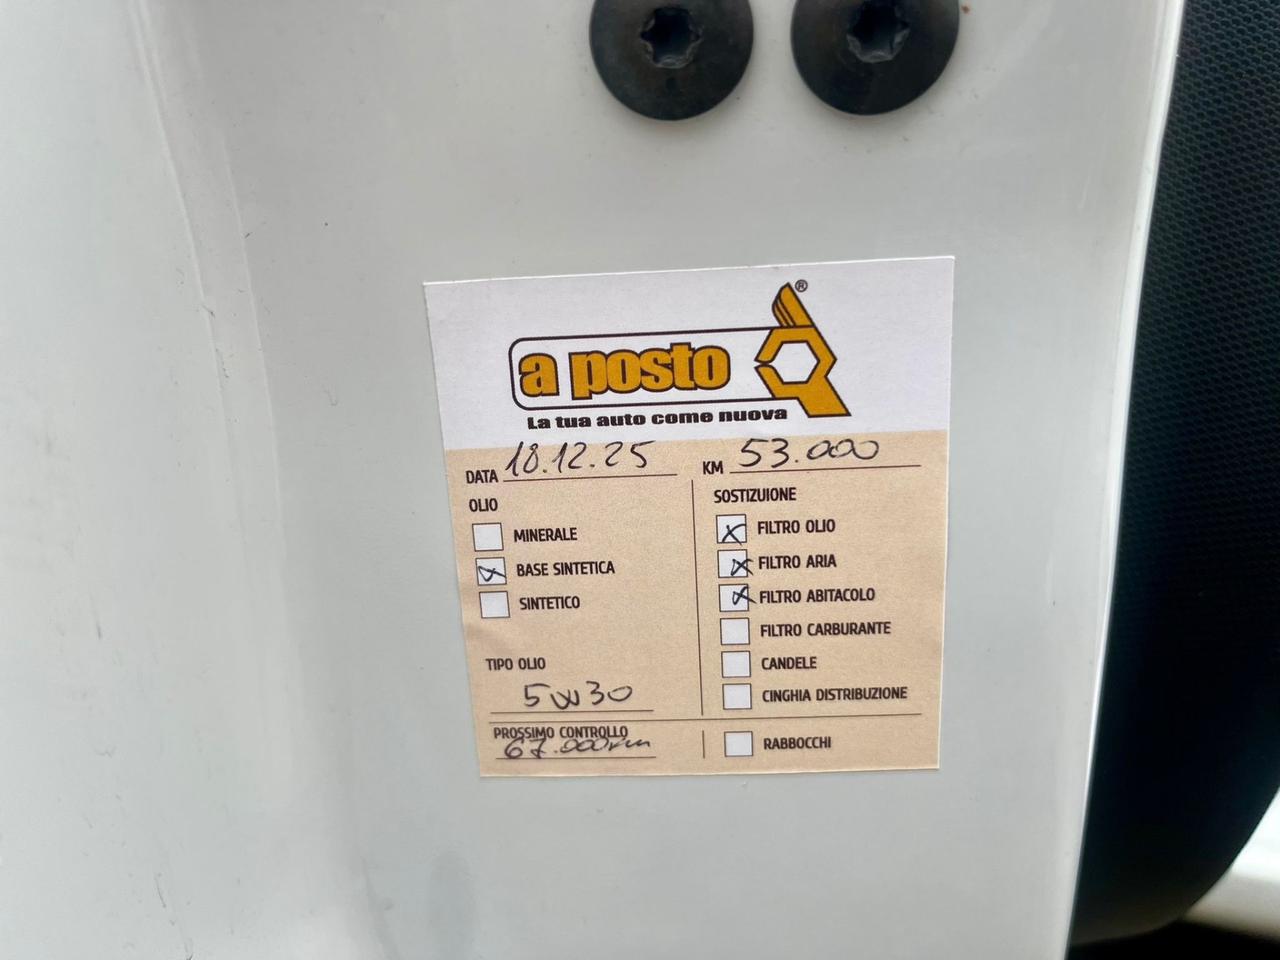 a posto ®
La tua auto come nuova
DATA 18.12.25 KM 53.000
OLIO
MINERALE
BASE SINTETICA
SINTETICO
TIPO OLIO
5W30
PROSSIMO CONTROLLO
67.000km
SOSTIZUIONE
FILTRO OLIO
FILTRO ARIA
FILTRO ABITACOLO
FILTRO CARBURANTE
CANDELE
CINGHIA DISTRIBUZIONE
RABBOCCHI